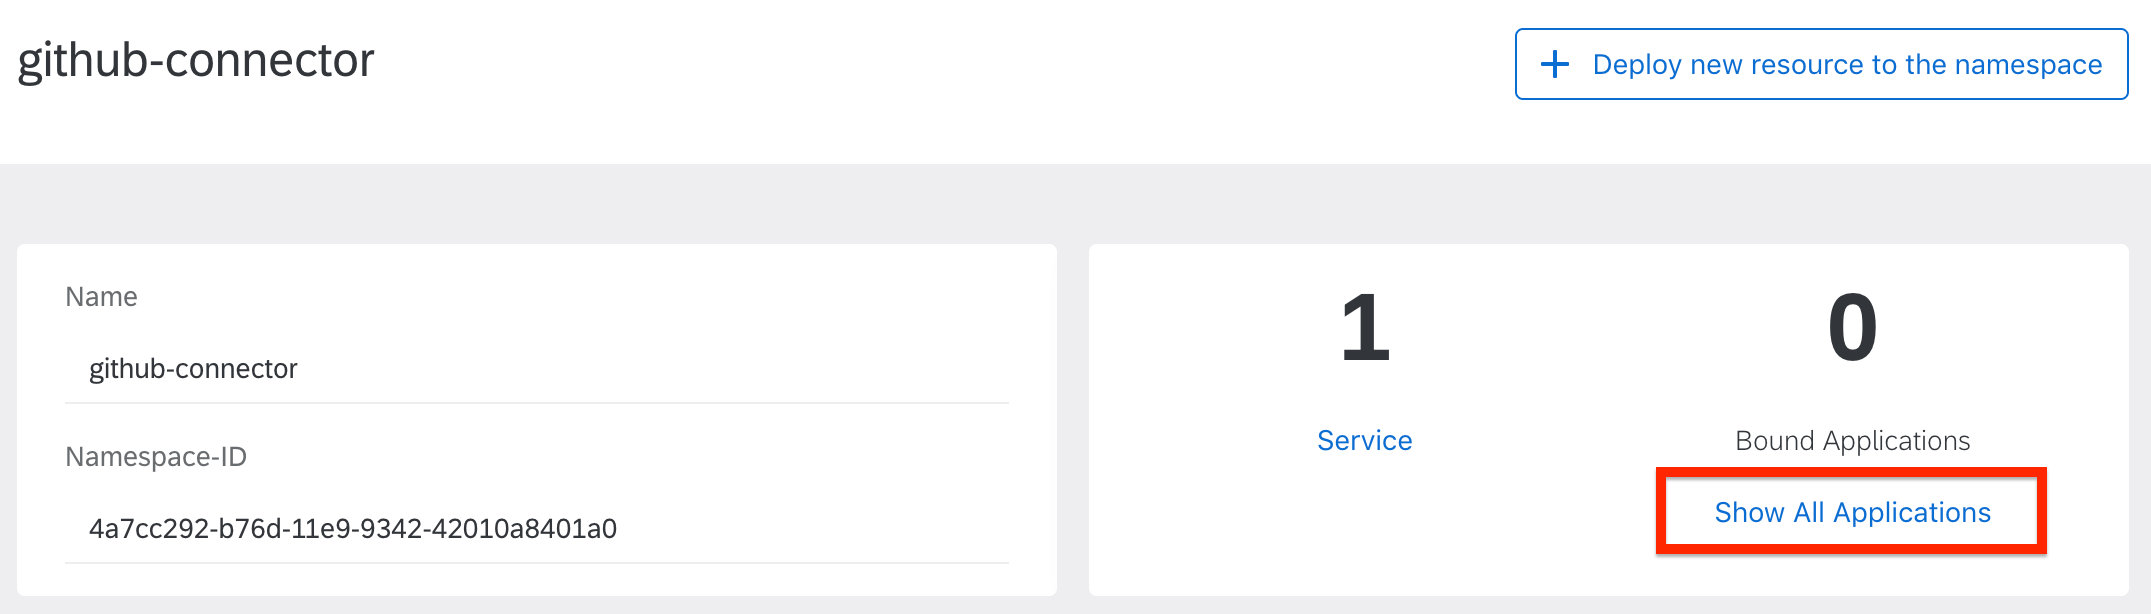 github-connector
+ Deploy new resource to the namespace
Name
github-connector
Namespace-ID
4a7cc292-b76d-11e9-9342-42010a8401a0
1
Service
0
Bound Applications
Show All Applications